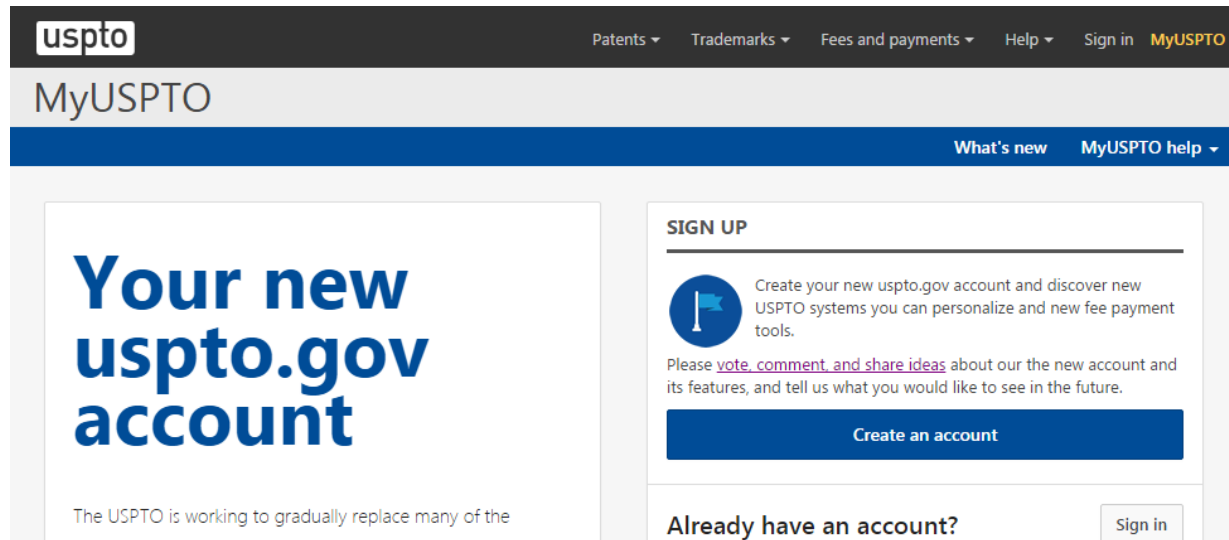 uspto
Patents Trademarks Fees and payments Help Sign in MyUSPTO
MyUSPTO
What's new MyUSPTO help
Your new
uspto.gov
account
The USPTO is working to gradually replace many of the
SIGN UP
Create your new uspto.gov account and discover new
USPTO systems you can personalize and new fee payment
tools.
Please vote, comment, and share ideas about our the new account and
its features, and tell us what you would like to see in the future.
Create an account
Already have an account?
Sign in